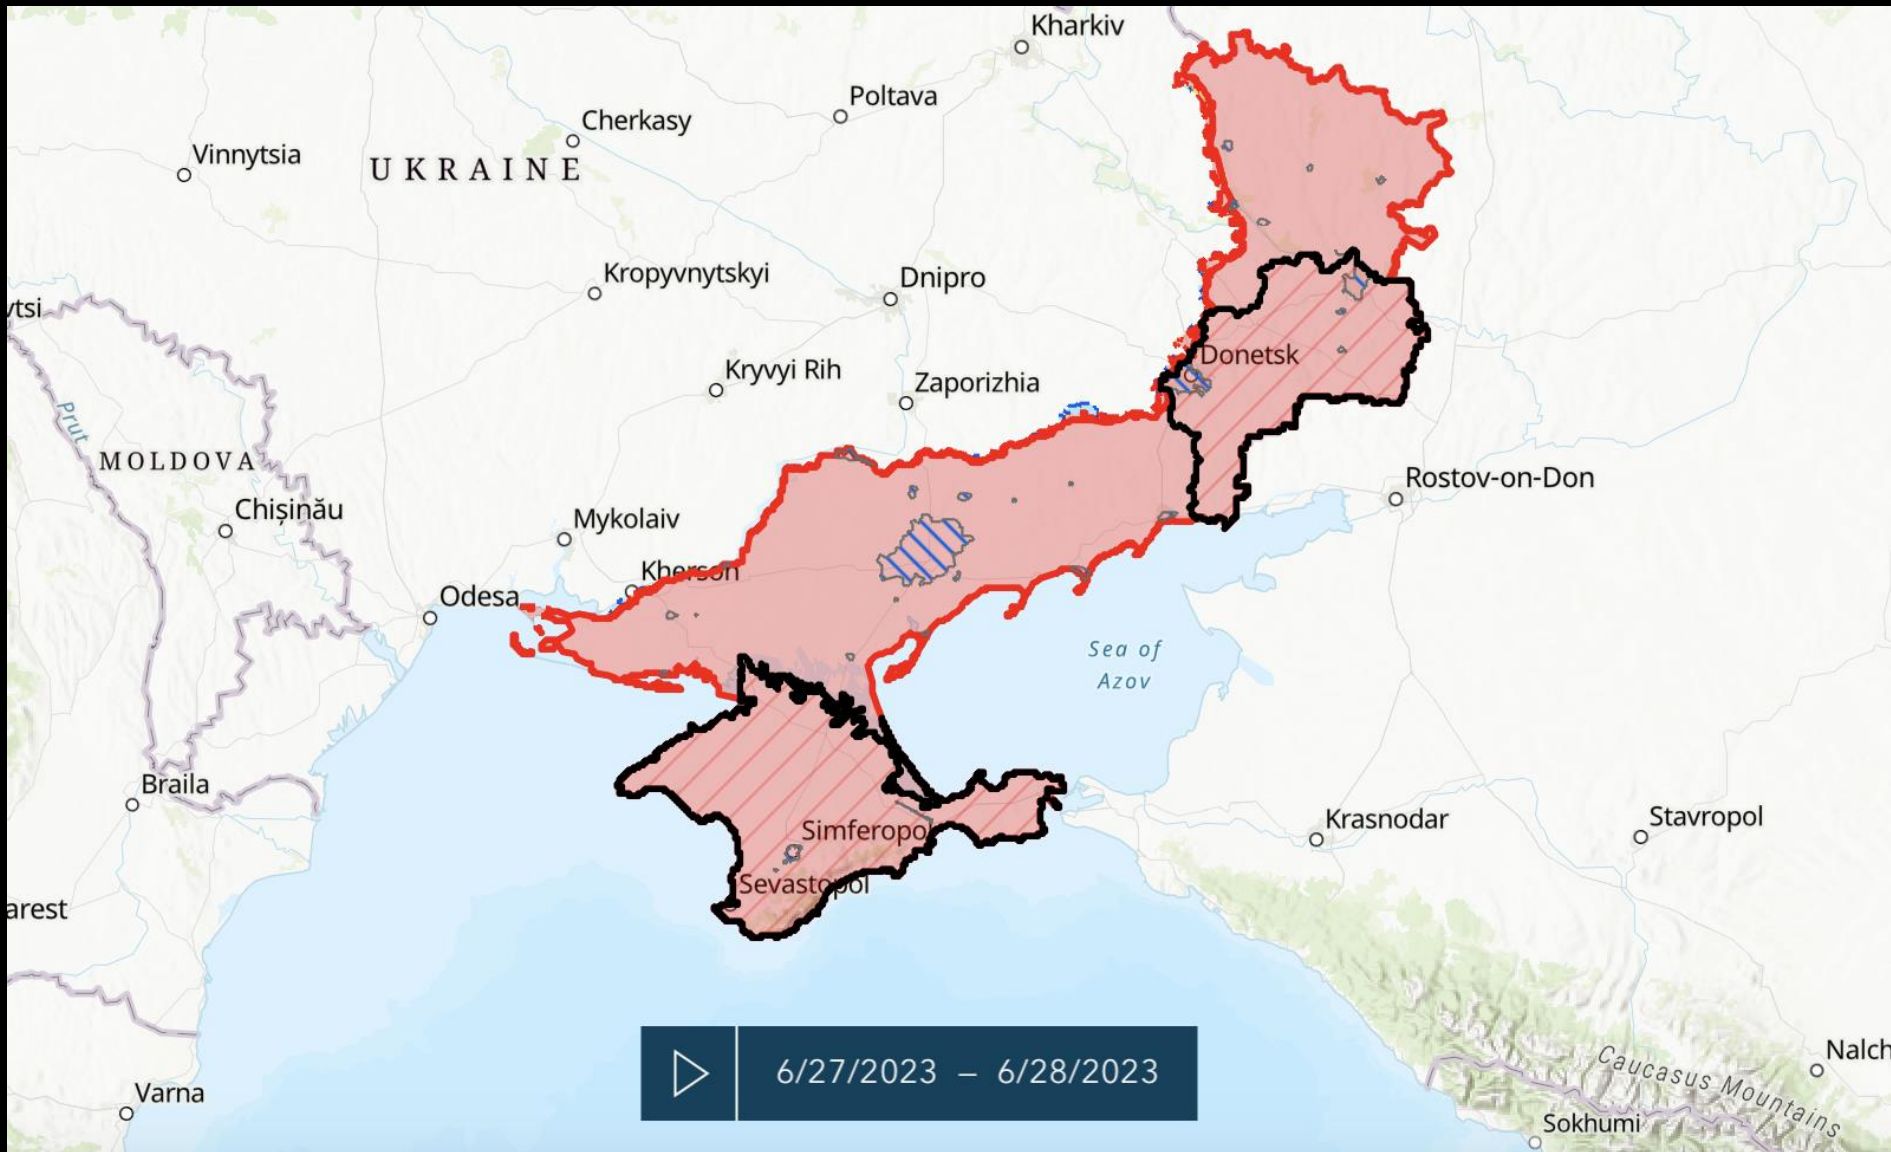 Kharkiv
Poltava
Cherkasy
Vinnytsia
UKRAINE
Kropyvnytskyi
Dnipro
vtsi
Donetsk
Kryvyi Rih
Zaporizhia
Prut
MOLDOVA
Rostov-on-Don
Chișinău
Mykolaiv
Kherson
Odesa
Sea of
Azov
Braila
Simferopol
Krasnodar
Stavropol
Sevastopol
arest
6/27/2023 – 6/28/2023
Nalch
Caucasus Mountains
Varna
Sokhumi